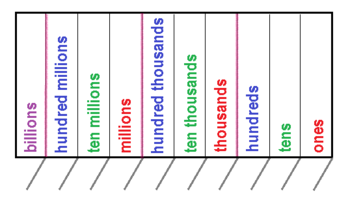 billions
hundred millions
ten millions
millions
hundred thousands
ten thousands
thousands
hundreds
tens
ones